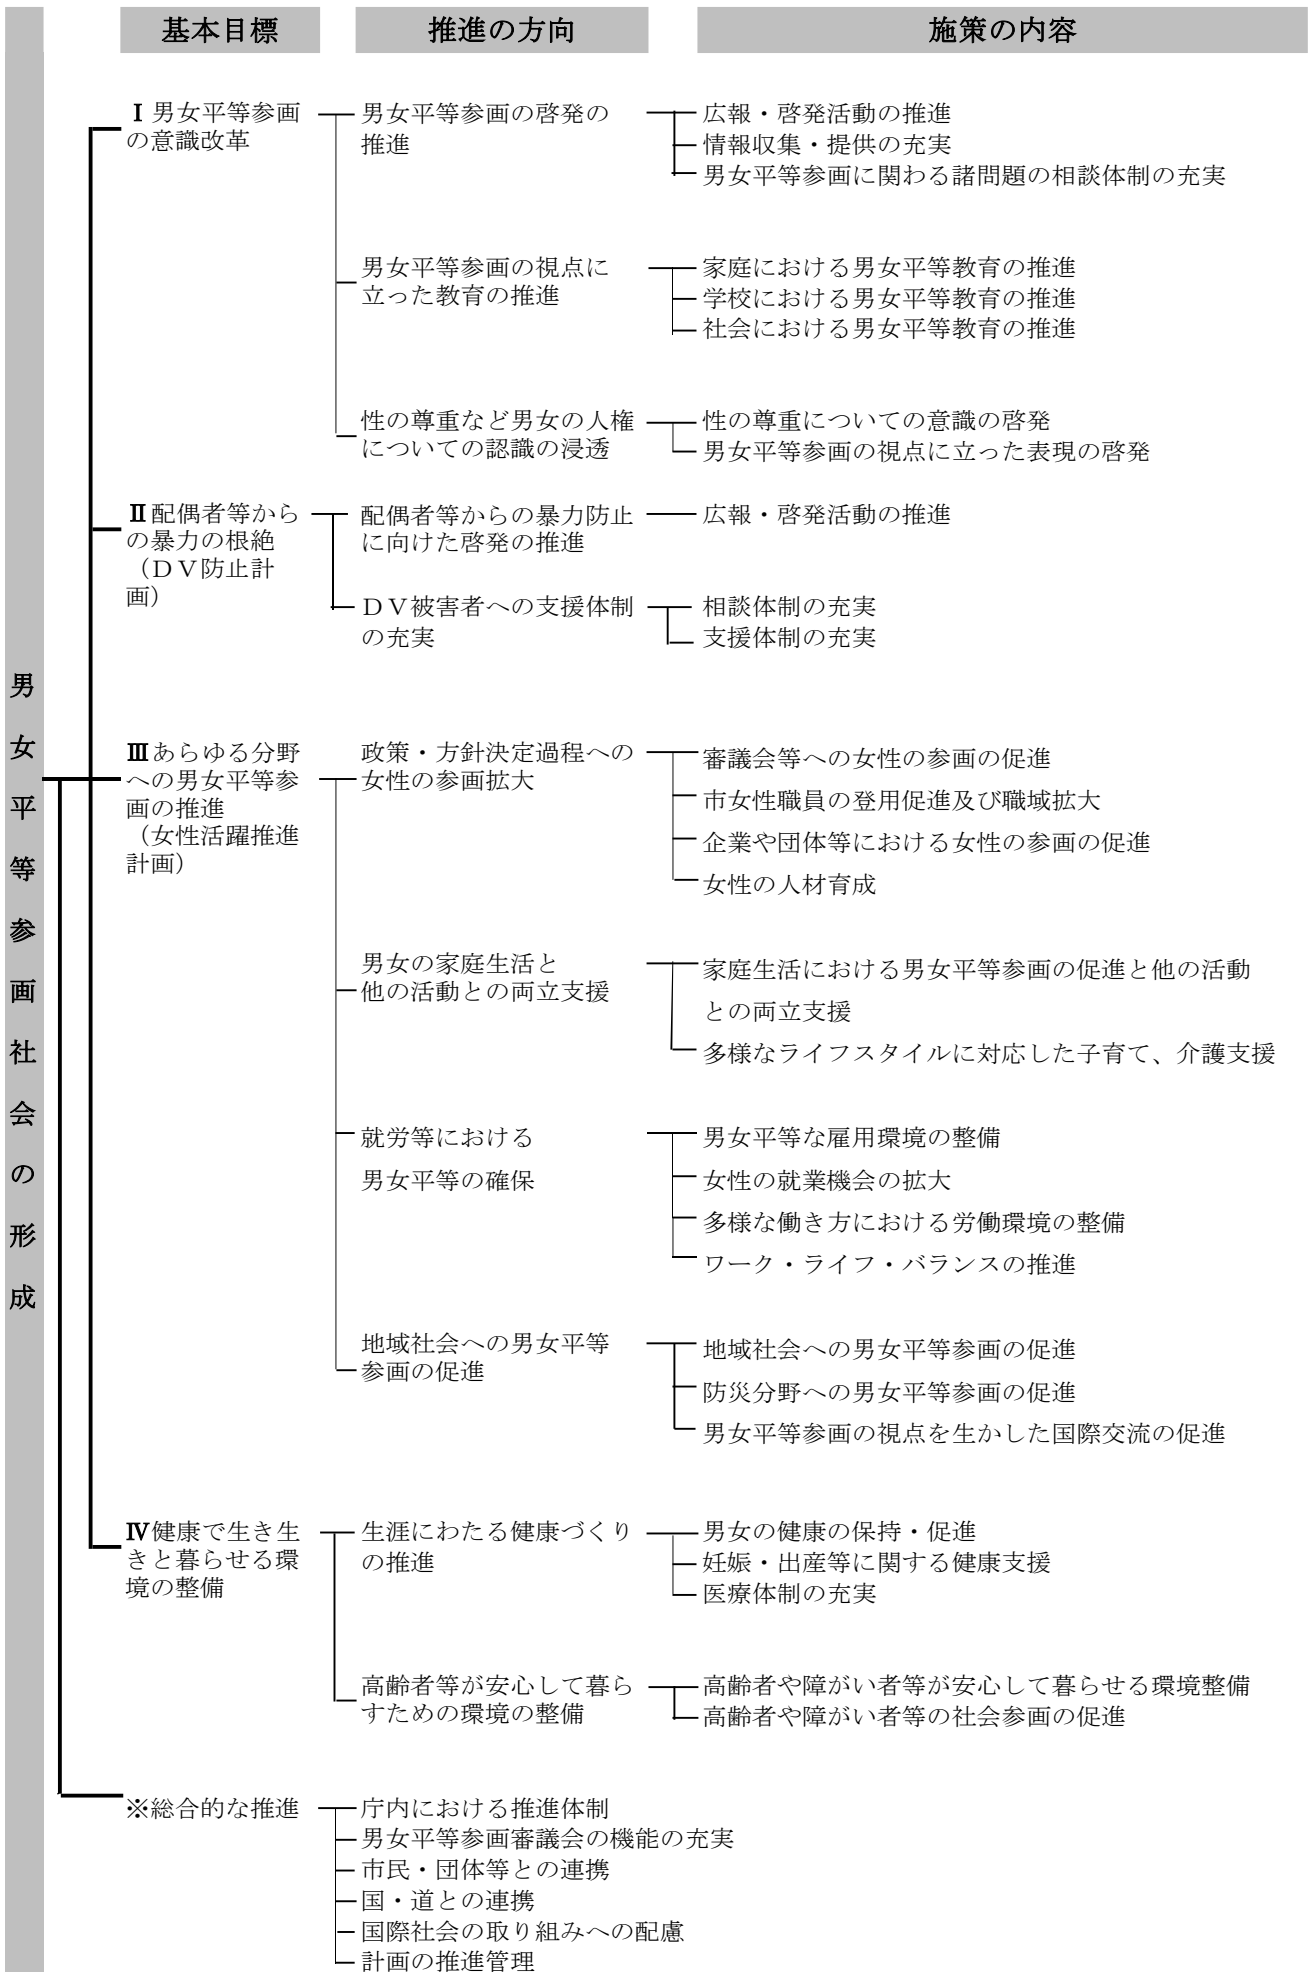 基本目標
推進の方向
施策の内容
男女平等参画社会の形成
Ⅰ 男女平等参画
の意識改革
男女平等参画の啓発の
推進
広報・啓発活動の推進
情報収集・提供の充実
男女平等参画に関わる諸問題の相談体制の充実
男女平等参画の視点に
立った教育の推進
家庭における男女平等教育の推進
学校における男女平等教育の推進
社会における男女平等教育の推進
性の尊重など男女の人権
についての認識の浸透
性の尊重についての意識の啓発
男女平等参画の視点に立った表現の啓発
Ⅱ配偶者等から
の暴力の根絶
（ＤＶ防止計
画）
配偶者等からの暴力防止
に向けた啓発の推進
広報・啓発活動の推進
ＤＶ被害者への支援体制
の充実
相談体制の充実
支援体制の充実
Ⅲあらゆる分野
への男女平等参
画の推進
（女性活躍推進
計画）
政策・方針決定過程への
女性の参画拡大
審議会等への女性の参画の促進
市女性職員の登用促進及び職域拡大
企業や団体等における女性の参画の促進
女性の人材育成
男女の家庭生活と
他の活動との両立支援
家庭生活における男女平等参画の促進と他の活動
との両立支援
多様なライフスタイルに対応した子育て、介護支援
就労等における
男女平等の確保
男女平等な雇用環境の整備
女性の就業機会の拡大
多様な働き方における労働環境の整備
ワーク・ライフ・バランスの推進
地域社会への男女平等
参画の促進
地域社会への男女平等参画の促進
防災分野への男女平等参画の促進
男女平等参画の視点を生かした国際交流の促進
Ⅳ健康で生き生
きと暮らせる環
境の整備
生涯にわたる健康づくり
の推進
男女の健康の保持・促進
妊娠・出産等に関する健康支援
医療体制の充実
高齢者等が安心して暮ら
すための環境の整備
高齢者や障がい者等が安心して暮らせる環境整備
高齢者や障がい者等の社会参画の促進
※総合的な推進
庁内における推進体制
男女平等参画審議会の機能の充実
市民・団体等との連携
国・道との連携
国際社会の取り組みへの配慮
計画の推進管理